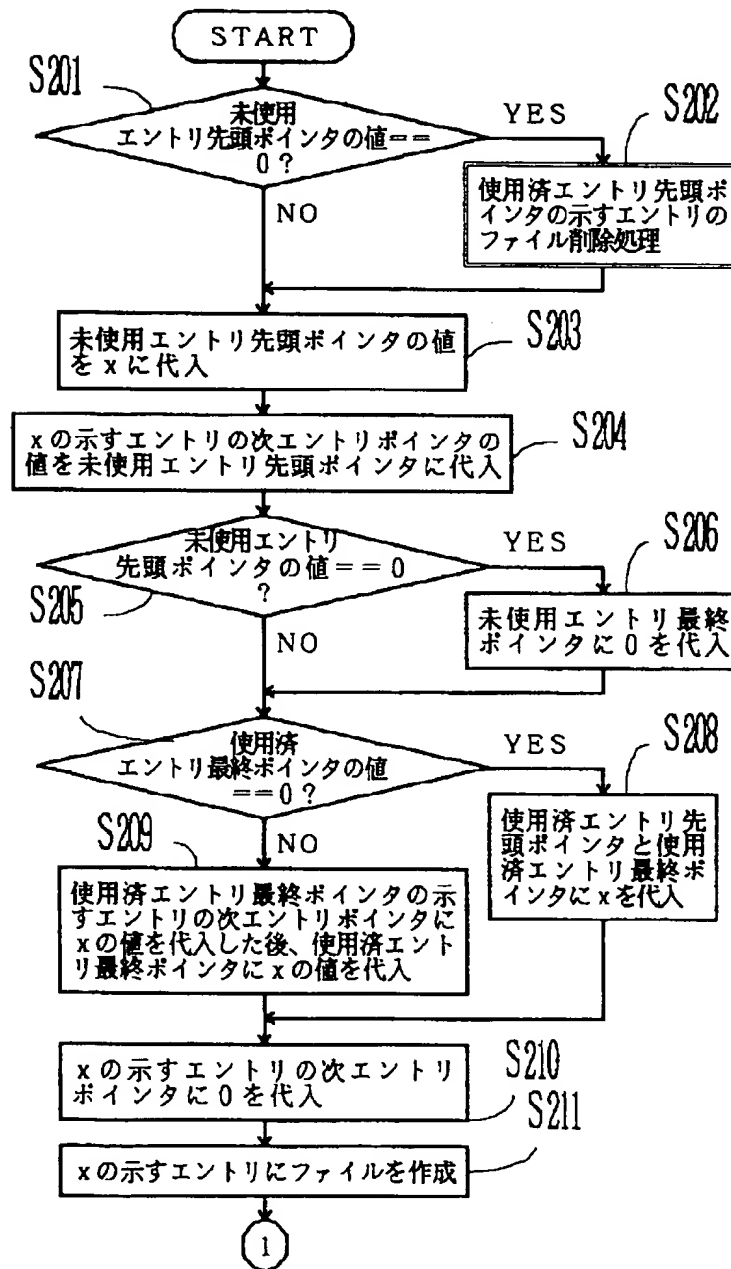 START
S201
未使用
エントリ先頭ポインタの値==
0?
YES
S202
使用済エントリ先頭ポ
インタの示すエントリの
ファイル削除処理
NO
S203
未使用エントリ先頭ポインタの値
をxに代入
S204
xの示すエントリの次エントリポインタの
値を未使用エントリ先頭ポインタに代入
未使用エントリ
先頭ポインタの値==0
?
S205
YES
S206
未使用エントリ最終
ポインタに0を代入
NO
S207
使用済
エントリ最終ポインタの値
==0?
YES
S208
使用済エントリ先
頭ポインタと使用
済エントリ最終ポ
インタにxを代入
NO
S209
使用済エントリ最終ポインタの示
すエントリの次エントリポインタに
xの値を代入した後、使用済エント
リ最終ポインタにxの値を代入
S210
xの示すエントリの次エントリ
ポインタに0を代入
S211
xの示すエントリにファイルを作成
1